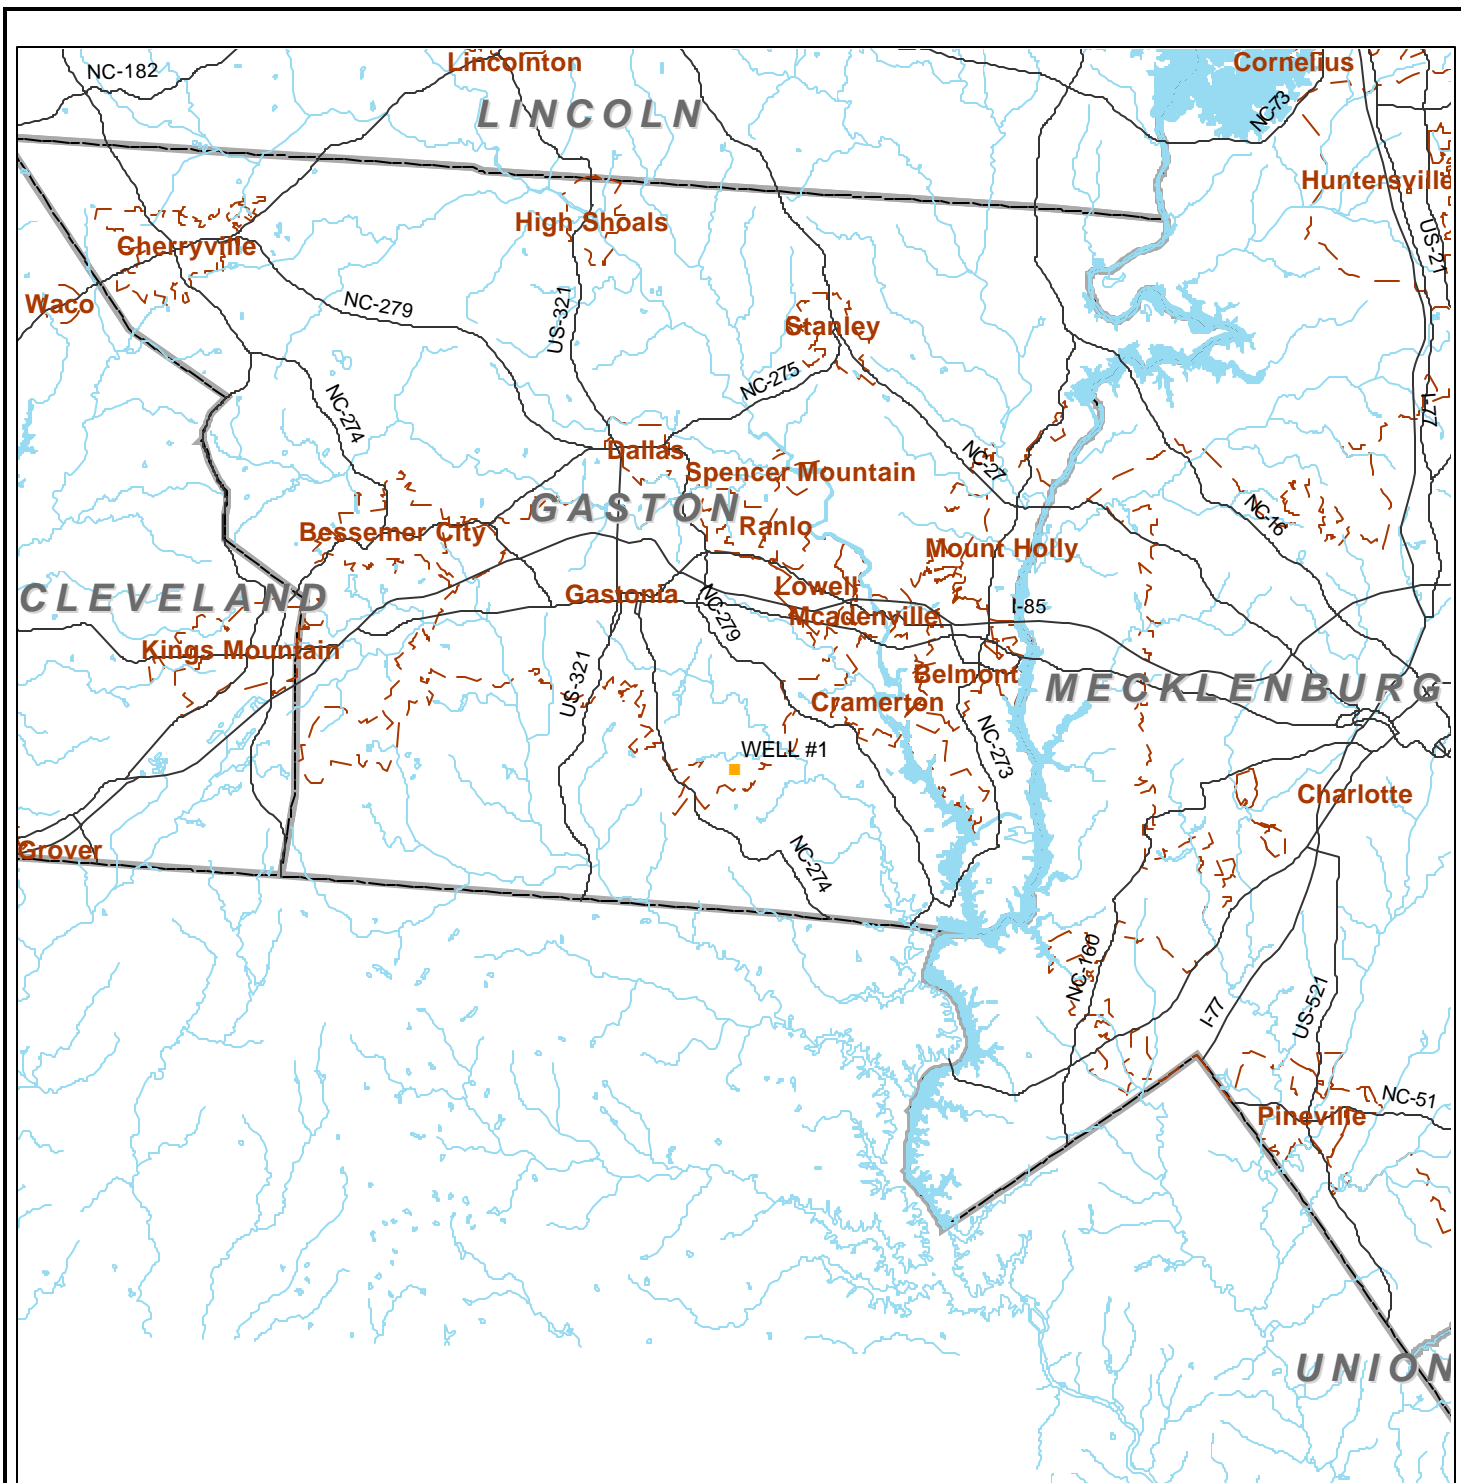 Lincolnton
Cornelius
NC-182
LINCOLN
NC-73
Huntersville
High Shoals
Cherryville
US-21
Waco
NC-279
US-321
Stanley
NC-275
NC-274
I-77
Dallas
Spencer Mountain
NC-27
GASTON
NC-16
Ranlo
Bessemer City
Mount Holly
CLEVELAND
Gastonia
Lowell
NC-279
I-85
Mcadenville
Kings Mountain
Belmont
MECKLENBURG
US-321
Cramerton
NC-273
WELL #1
Charlotte
Grover
NC-274
NC-160
I-77
US-521
NC-51
Pineville
UNION